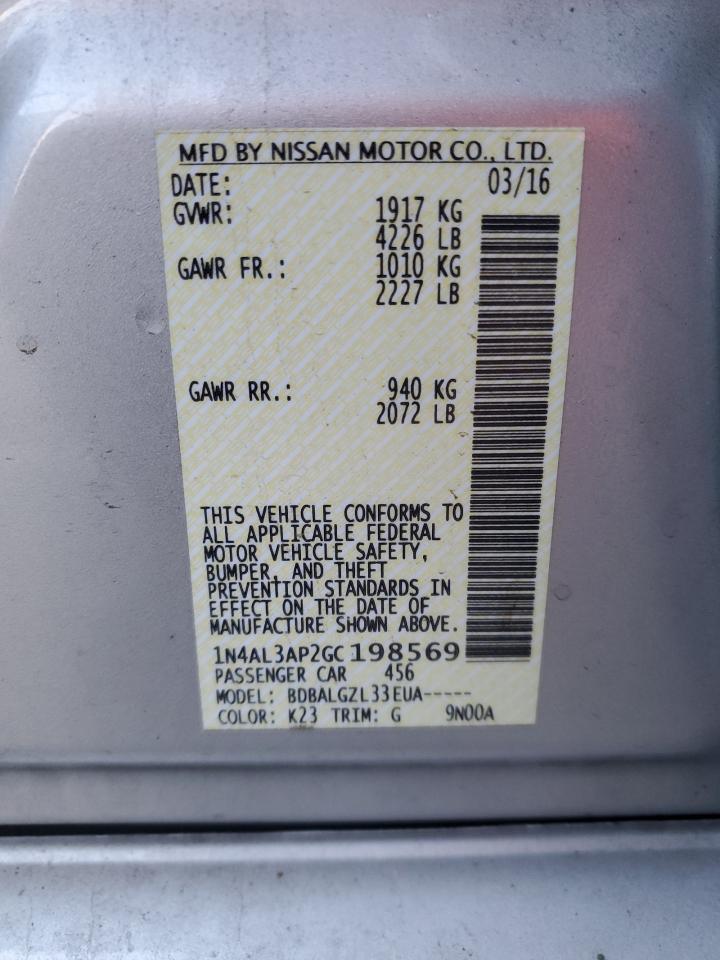 MFD BY NISSAN MOTOR CO., LTD.
DATE: 03/16
GVWR: 1917 KG
4226 LB
GAWR FR.: 1010 KG
2227 LB
GAWR RR.: 940 KG
2072 LB
THIS VEHICLE CONFORMS TO
ALL APPLICABLE FEDERAL
MOTOR VEHICLE SAFETY,
BUMPER, AND THEFT
PREVENTION STANDARDS IN
EFFECT ON THE DATE OF
MANUFACTURE SHOWN ABOVE.
1N4AL3AP2GC198569
PASSENGER CAR 456
MODEL: BDBALGZL33EUA-----
COLOR: K23 TRIM: G 9N00A